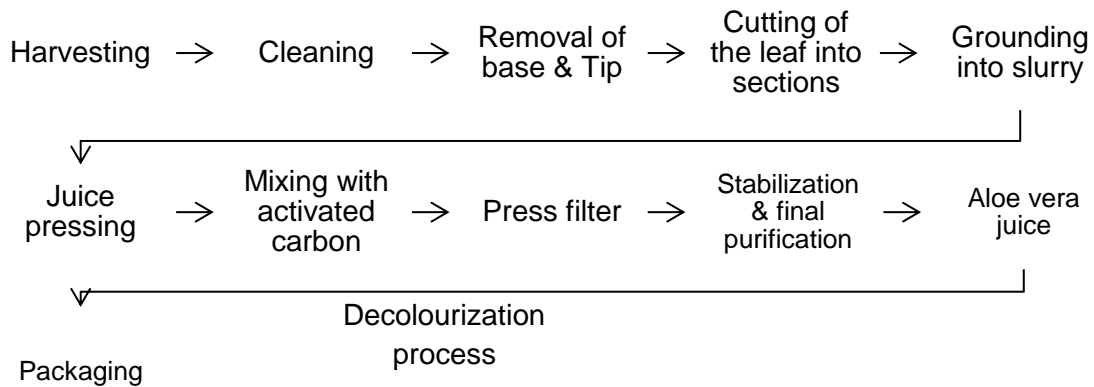 Harvesting
Cleaning
Removal of
base & Tip
Cutting of
the leaf into
sections
Grounding
into slurry
Juice
pressing
Mixing with
activated
carbon
Press filter
Stabilization
& final
purification
Aloe vera
juice
Decolourization
process
Packaging